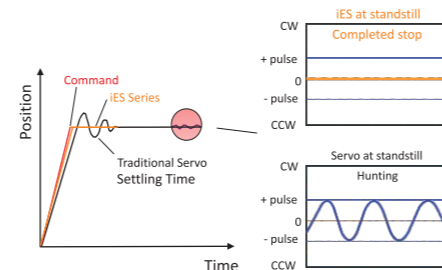 Position
Command
iES Series
Traditional Servo
Settling Time
Time
iES at standstill
CW
Completed stop
+ pulse
0
- pulse
CCW
Servo at standstill
CW
Hunting
+ pulse
0
- pulse
CCW